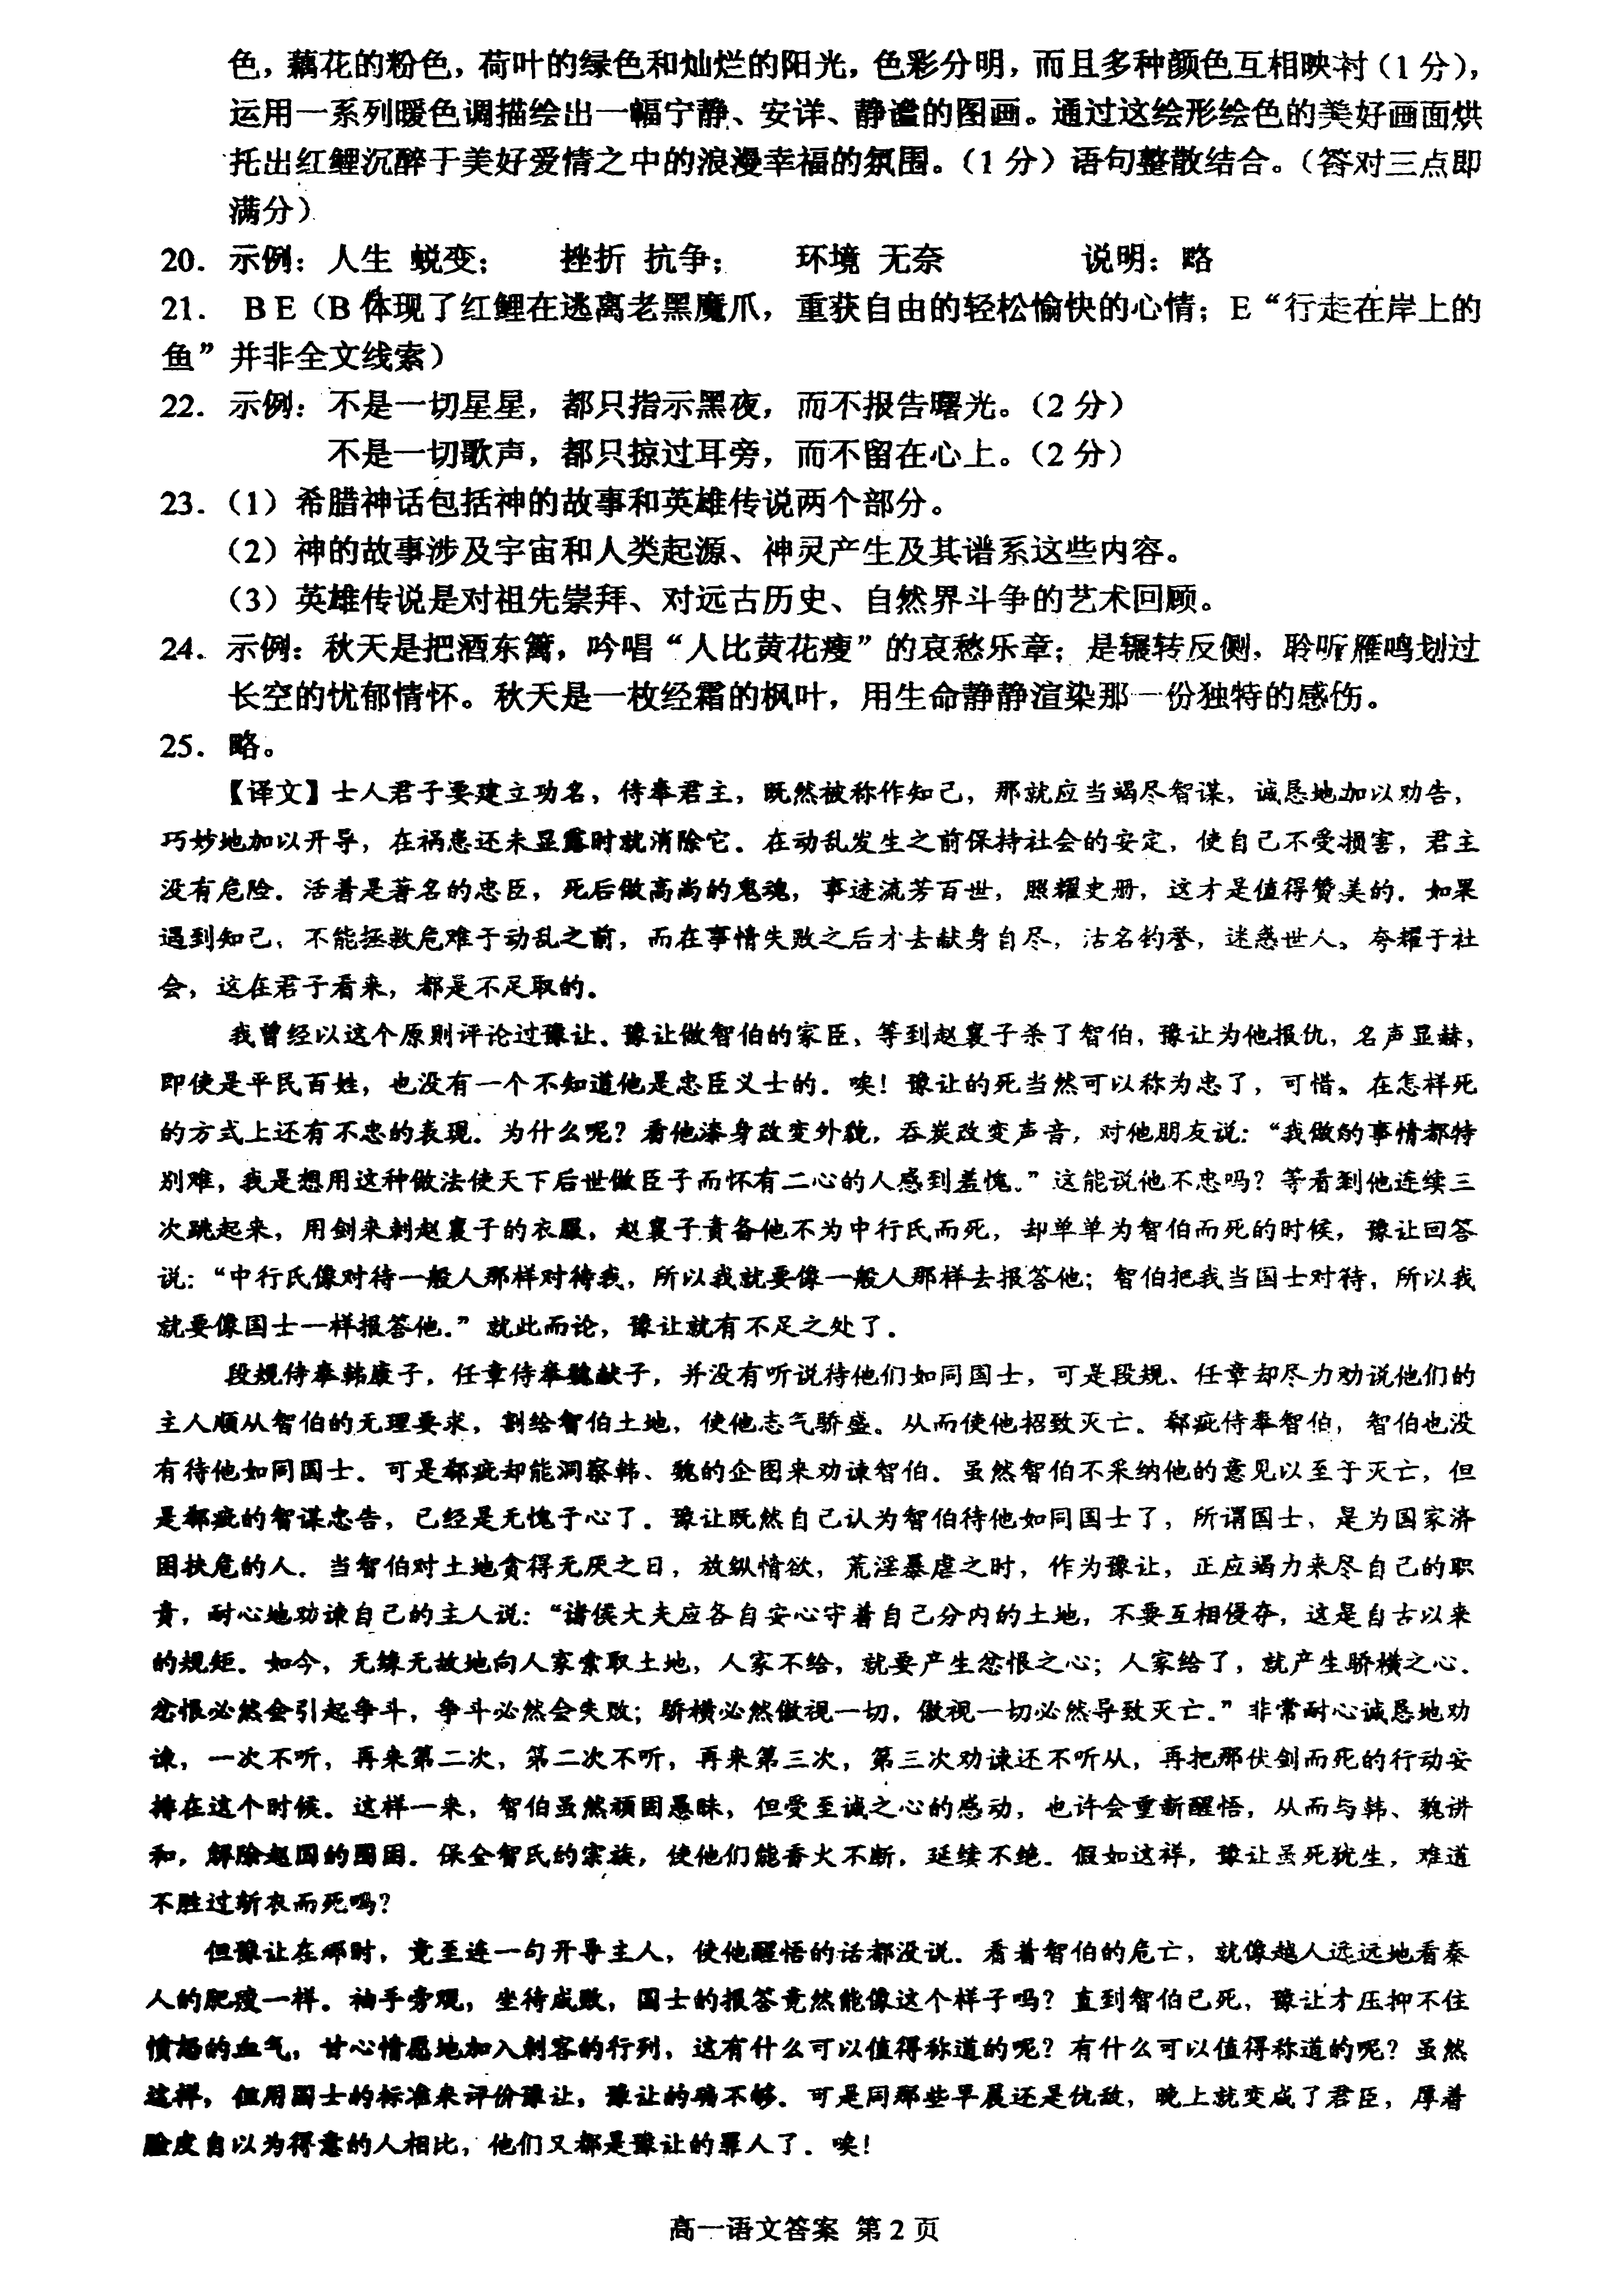 色，藕花的粉色，荷叶的绿色和灿烂的阳光，色彩分明，而且多种颜色互相映衬（1 分），
运用一系列暖色调描绘出一幅宁静、安详、静谧的图画。通过这绘形绘色的美好画面烘
托出红鲤沉醉于美好爱情之中的浪漫幸福的氛围。（1 分）语句整散结合。（答对三点即
满分）
20． 示例：人生 蜕变； 挫折 抗争； 环境 无奈 说明：略
21． B E（B 体现了红鲤在逃离老黑魔爪，重获自由的轻松愉快的心情；E“行走在岸上的
鱼”并非全文线索）
22．示例：不是一切星星，都只指示黑夜，而不报告曙光。（2 分）
不是一切歌声，都只掠过耳旁，而不留在心上。（2 分）
23．（1）希腊神话包括神的故事和英雄传说两个部分。
（2）神的故事涉及宇宙和人类起源、神灵产生及其谱系这些内容。
（3）英雄传说是对祖先崇拜、对远古历史、自然界斗争的艺术回顾。
24．示例：秋天是把酒东篱，吟唱“人比黄花瘦”的哀愁乐章；是辗转反侧，聆听雁鸣划过
长空的忧郁情怀。秋天是一枚经霜的枫叶，用生命静静渲染那一份独特的感伤。
25．略。
【译文】士人君子要建立功名，侍奉君主，既然被称作知己，那就应当竭尽智谋，诚恳地加以劝告，
巧妙地加以开导，在祸患还未显露时就消除它。在动乱发生之前保持社会的安定，使自己不受损害，君主
没有危险。活着是著名的忠臣，死后做高尚的鬼魂，事迹流芳百世，照耀史册，这才是值得赞美的。如果
遇到知己，不能拯救危难于动乱之前，而在事情失败之后才去献身自尽，沽名钓誉，迷惑世人，夸耀于社
会，这在君子看来，都是不足取的。
我曾经以这个原则评论过豫让。豫让做智伯的家臣，等到赵襄子杀了智伯，豫让为他报仇，名声显赫，
即使是平民百姓，也没有一个不知道他是忠臣义士的。唉！豫让的死当然可以称为忠了，可惜，在怎样死
的方式上还有不忠的表现。为什么呢？看他漆身改变外貌，吞炭改变声音，对他朋友说：“我做的事情都特
别难，我是想用这种做法使天下后世做臣子而怀有二心的人感到羞愧。”这能说他不忠吗？等看到他连续三
次跳起来，用剑来刺赵襄子的衣服，赵襄子责备他不为中行氏而死，却单单为智伯而死的时候，豫让回答
说：“中行氏像对待一般人那样对待我，所以我就要像一般人那样去报答他；智伯把我当国士对待，所以我
就要像国士一样报答他。”就此而论，豫让就有不足之处了。
段规侍奉韩康子，任章侍奉魏献子，并没有听说待他们如同国士，可是段规、任章却尽力劝说他们的
主人顺从智伯的无理要求，割给智伯土地，使他志气骄盛。从而使他招致灭亡。郗疵侍奉智伯，智伯也没
有待他如同国士。可是郗疵却能洞察韩、魏的企图来劝谏智伯。虽然智伯不采纳他的意见以至于灭亡，但
是郗疵的智谋忠告，已经是无愧于心了。豫让既然自己认为智伯待他如同国士了，所谓国士，是为国家济
困扶危的人。当智伯对土地贪得无厌之日，放纵情欲，荒淫暴虐之时，作为豫让，正应竭力来尽自己的职
责，耐心地劝谏自己的主人说：“诸侯大夫应各自安心守着自己分内的土地，不要互相侵夺，这是自古以来
的规矩。如今，无缘无故地向人家索取土地，人家不给，就要产生忿恨之心；人家给了，就产生骄横之心。
忿恨必然会引起争斗，争斗必然会失败；骄横必然傲视一切，傲视一切必然导致灭亡。”非常耐心诚恳地劝
谏，一次不听，再来第二次，第二次不听，再来第三次，第三次劝谏还不听从，再把那伏剑而死的行动安
排在这个时候。这样一来，智伯虽然顽固愚昧，但受至诚之心的感动，也许会重新醒悟，从而与韩、魏讲
和，解除赵国的围困。保全智氏的宗族，使他们能香火不断，延续不绝。假如这样，豫让虽死犹生，难道
不胜过斩衣而死吗？
但豫让在那时，竟至连一句开导主人，使他醒悟的话都没说。看着智伯的危亡，就像越人远远地看秦
人的肥瘦一样。袖手旁观，坐待成败，国士的报答竟然能像这个样子吗？直到智伯已死，豫让才压抑不住
愤怒的血气，甘心情愿地加入刺客的行列，这有什么可以值得称道的呢？有什么可以值得称道的呢？虽然
这样，但用国士的标准来评价豫让，豫让的确不够。可是同那些早晨还是仇敌，晚上就变成了君臣，厚着
脸皮自以为得意的人相比，他们又都是豫让的罪人了。唉！
高一语文答案 第 2 页